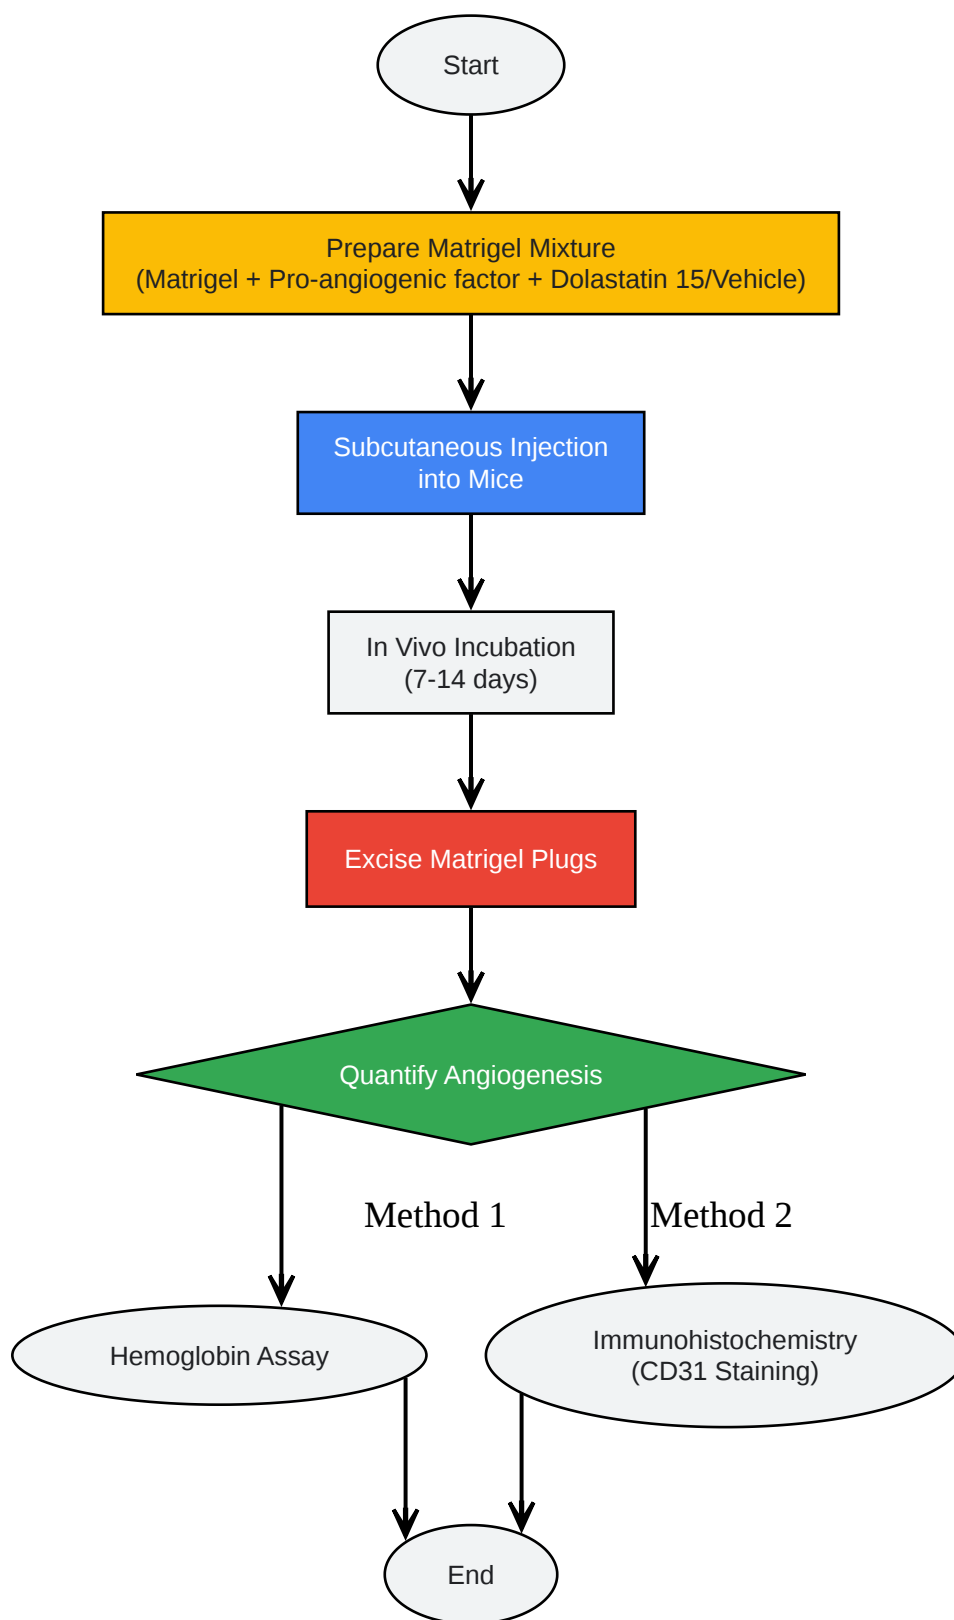 Start
Prepare Matrigel Mixture
(Matrigel + Pro-angiogenic factor + Dolastatin 15/Vehicle)
Subcutaneous Injection
into Mice
In Vivo Incubation
(7-14 days)
Excise Matrigel Plugs
Quantify Angiogenesis
Method 1
Method 2
Hemoglobin Assay
Immunohistochemistry
(CD31 Staining)
End